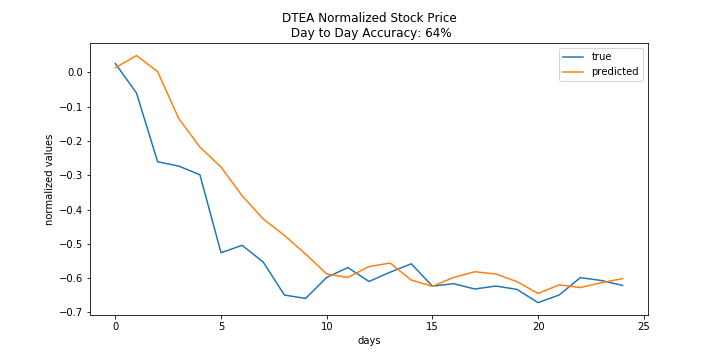 DTEA Normalized Stock Price
Day to Day Accuracy: 64%
true
predicted
normalized values
0.0
−0.1
−0.2
−0.3
−0.4
−0.5
−0.6
−0.7
0 5 10 15 20 25
days